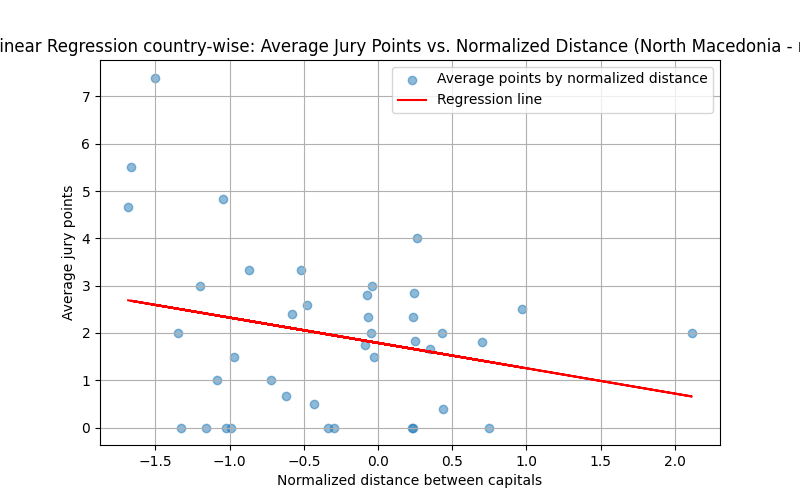 inear Regression country-wise: Average Jury Points vs. Normalized Distance (North Macedonia -
Average points by normalized distance
Regression line
7
6
5
4
3
2
1
0
Average jury points
−1.5 −1.0 −0.5 0.0 0.5 1.0 1.5 2.0
Normalized distance between capitals